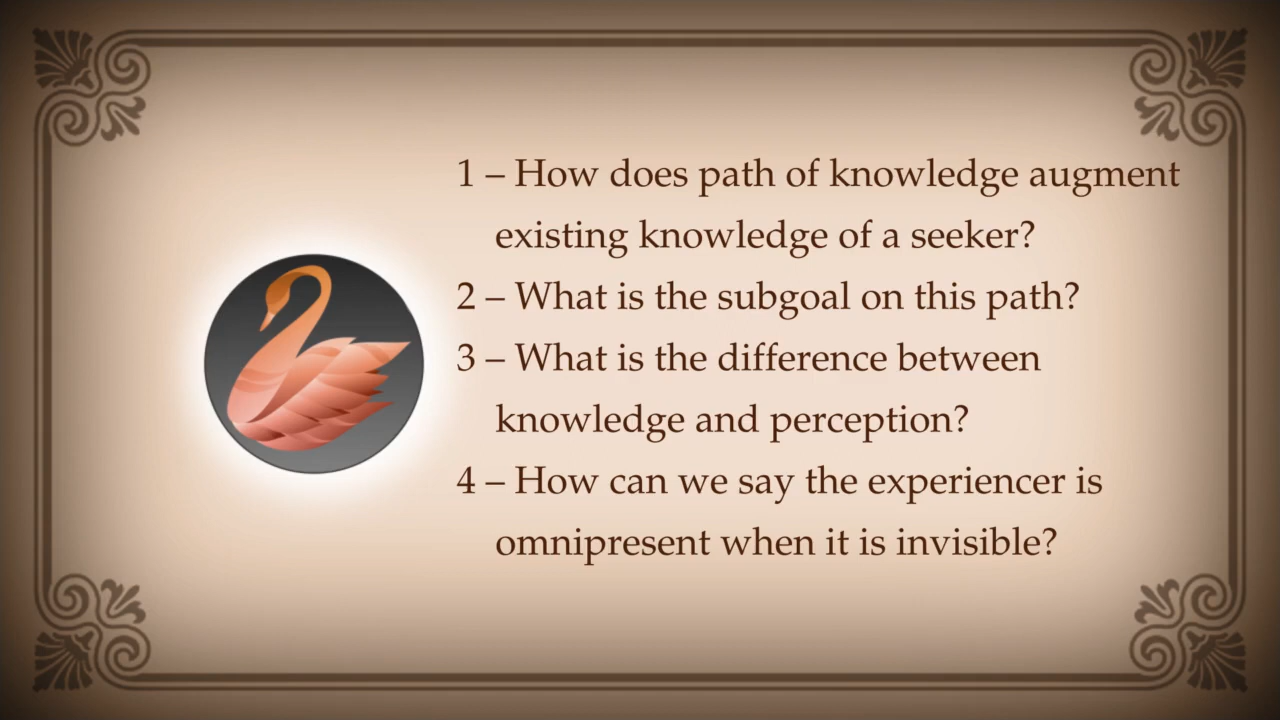 1 – How does path of knowledge augment
existing knowledge of a seeker?
2 – What is the subgoal on this path?
3 – What is the difference between
knowledge and perception?
4 – How can we say the experiencer is
omnipresent when it is invisible?